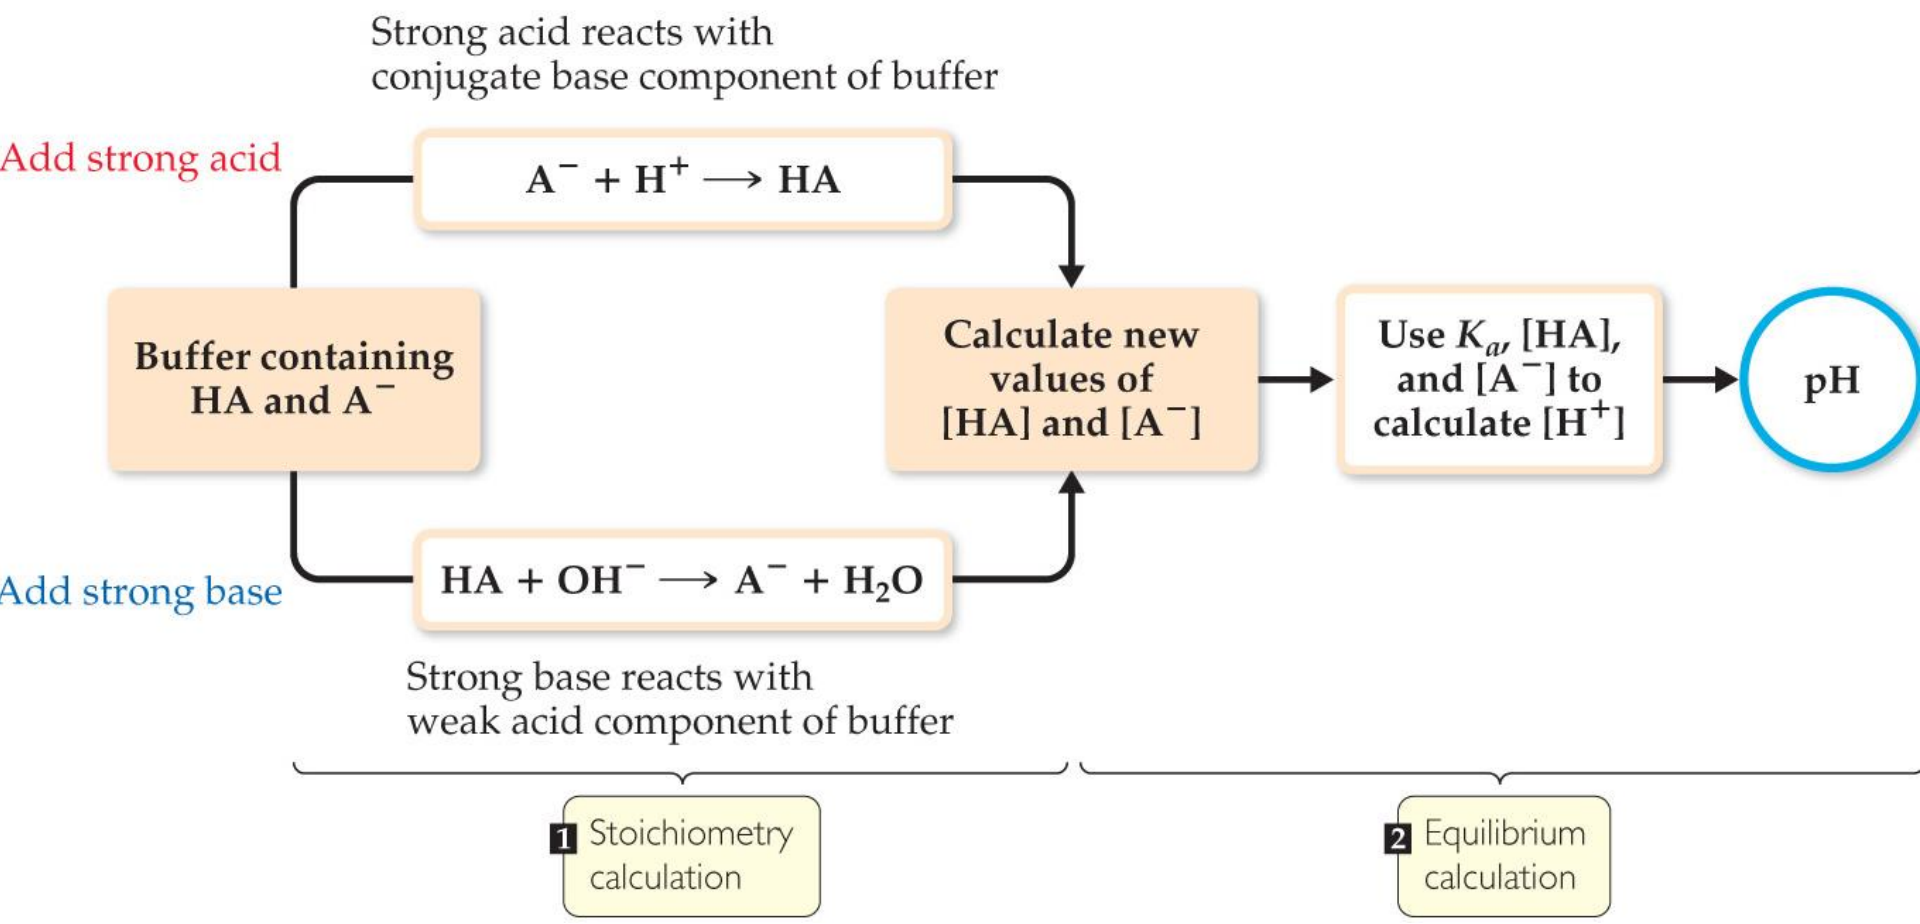 Strong acid reacts with
conjugate base component of buffer
Add strong acid
A⁻ + H⁺ ⟶ HA
Buffer containing
HA and A⁻
Calculate new
values of
[HA] and [A⁻]
Use Kₐ, [HA],
and [A⁻] to
calculate [H⁺]
pH
Add strong base
HA + OH⁻ ⟶ A⁻ + H₂O
Strong base reacts with
weak acid component of buffer
1 Stoichiometry
calculation
2 Equilibrium
calculation